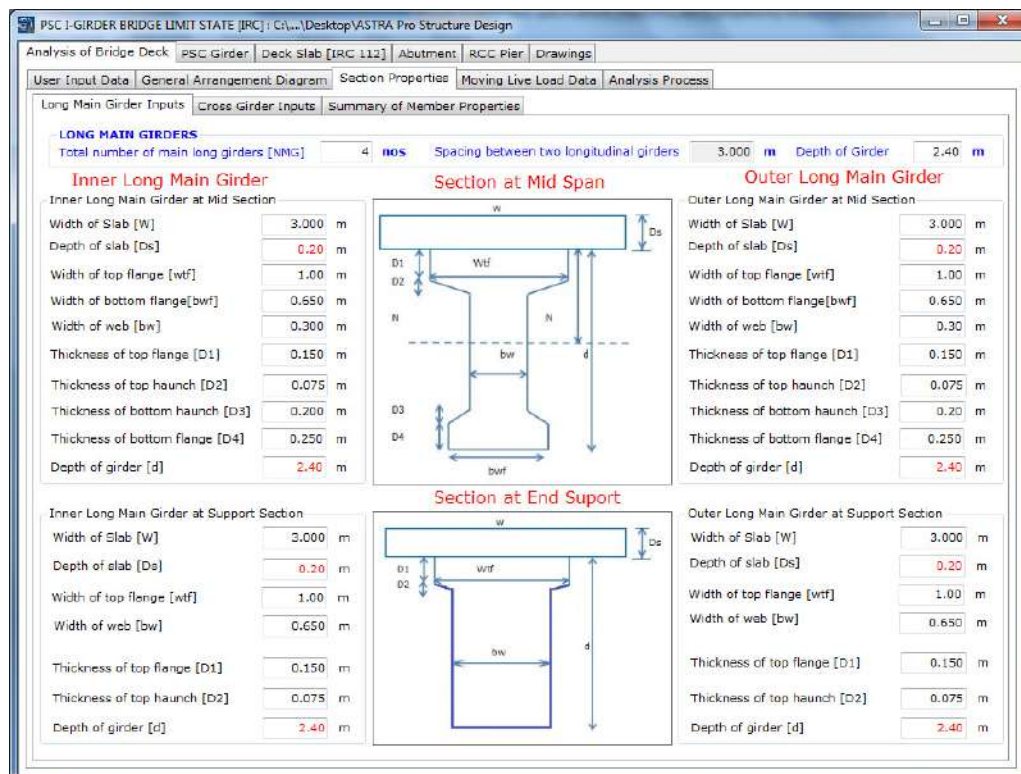 PSC I-GIRDER BRIDGE LIMIT STATE [IRC] : C:\...\Desktop\ASTRA Pro Structure Design
Analysis of Bridge Deck PSC Girder Deck Slab [IRC 112] Abutment RCC Pier Drawings
User Input Data General Arrangement Diagram Section Properties Moving Live Load Data Analysis Process
Long Main Girder Inputs Cross Girder Inputs Summary of Member Properties
LONG MAIN GIRDERS
Total number of main long girders [NMG] 4 nos Spacing between two longitudinal girders 3.000 m Depth of Girder 2.40 m
Inner Long Main Girder
Inner Long Main Girder at Mid Section
Width of Slab [W] 3.000 m
Depth of slab [Ds] 0.20 m
Width of top flange [wtf] 1.00 m
Width of bottom flange[bwf] 0.650 m
Width of web [bw] 0.300 m
Thickness of top flange [D1] 0.150 m
Thickness of top haunch [D2] 0.075 m
Thickness of bottom haunch [D3] 0.200 m
Thickness of bottom flange [D4] 0.250 m
Depth of girder [d] 2.40 m
Section at Mid Span
W
Ds
D1
Wtf
D2
N N
bw d
D3
D4
bwf
Outer Long Main Girder
Outer Long Main Girder at Mid Section
Width of Slab [W] 3.000 m
Depth of slab [Ds] 0.20 m
Width of top flange [wtf] 1.00 m
Width of bottom flange[bwf] 0.650 m
Width of web [bw] 0.30 m
Thickness of top flange [D1] 0.150 m
Thickness of top haunch [D2] 0.075 m
Thickness of bottom haunch [D3] 0.20 m
Thickness of bottom flange [D4] 0.250 m
Depth of girder [d] 2.40 m
Inner Long Main Girder at Support Section
Width of Slab [W] 3.000 m
Depth of slab [Ds] 0.20 m
Width of top flange [wtf] 1.00 m
Width of web [bw] 0.650 m
Thickness of top flange [D1] 0.150 m
Thickness of top haunch [D2] 0.075 m
Depth of girder [d] 2.40 m
Section at End Suport
W
Ds
D1 Wtf
D2
bw d
Outer Long Main Girder at Support Section
Width of Slab [W] 3.000 m
Depth of slab [Ds] 0.20 m
Width of top flange [wtf] 1.00 m
Width of web [bw] 0.650 m
Thickness of top flange [D1] 0.150 m
Thickness of top haunch [D2] 0.075 m
Depth of girder [d] 2.40 m